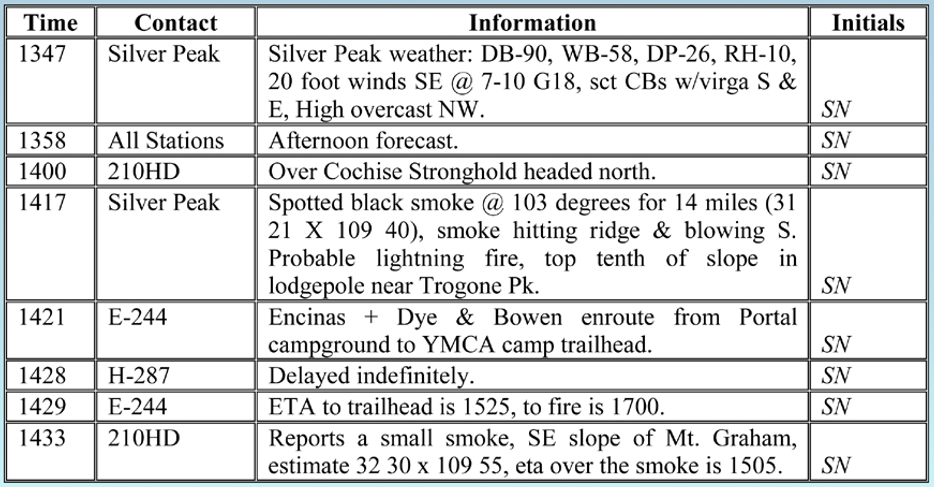 Time Contact Information Initials
1347 Silver Peak Silver Peak weather: DB-90, WB-58, DP-26, RH-10,
20 foot winds SE @ 7-10 G18, sct CBs w/virga S &
E, High overcast NW. SN
1358 All Stations Afternoon forecast. SN
1400 210HD Over Cochise Stronghold headed north. SN
1417 Silver Peak Spotted black smoke @ 103 degrees for 14 miles (31
21 X 109 40), smoke hitting ridge & blowing S.
Probable lightning fire, top tenth of slope in
lodgepole near Trogone Pk. SN
1421 E-244 Encinas + Dye & Bowen enroute from Portal
campground to YMCA camp trailhead. SN
1428 H-287 Delayed indefinitely. SN
1429 E-244 ETA to trailhead is 1525, to fire is 1700. SN
1433 210HD Reports a small smoke, SE slope of Mt. Graham,
estimate 32 30 x 109 55, eta over the smoke is 1505. SN